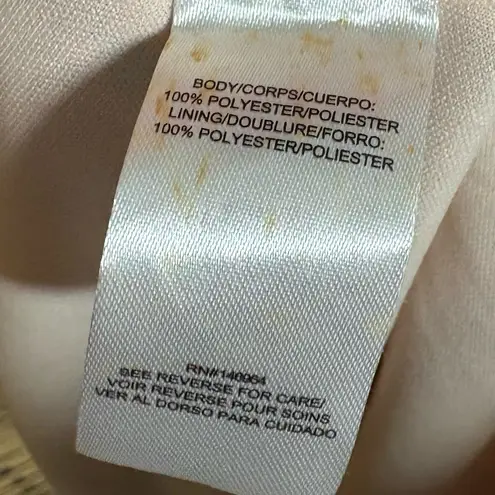 BODY/CORPS/CUERPO:
100% POLYESTER/POLIESTER
LINING/DOUBLURE/FORRO:
100% POLYESTER/POLIESTER
RN#146964
SEE REVERSE FOR CARE/
VOIR REVERSE POUR SOINS
VER AL DORSO PARA CUIDADO